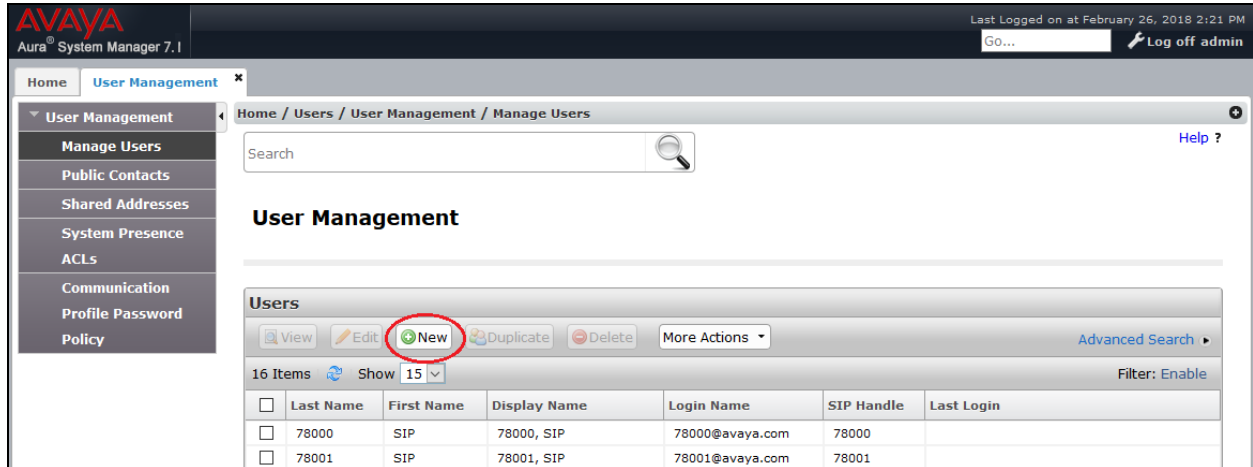 AVAYA
Last Logged on at February 26, 2018 2:21 PM
Aura® System Manager 7.1
Go...
Log off admin
Home
User Management
User Management
Manage Users
Public Contacts
Shared Addresses
System Presence
ACLs
Communication
Profile Password
Policy
Home / Users / User Management / Manage Users
Help ?
Search
User Management
Users
View Edit New Duplicate Delete More Actions
Advanced Search
16 Items Show 15
Filter: Enable
Last Name First Name Display Name Login Name SIP Handle Last Login
78000 SIP 78000, SIP 78000@avaya.com 78000
78001 SIP 78001, SIP 78001@avaya.com 78001